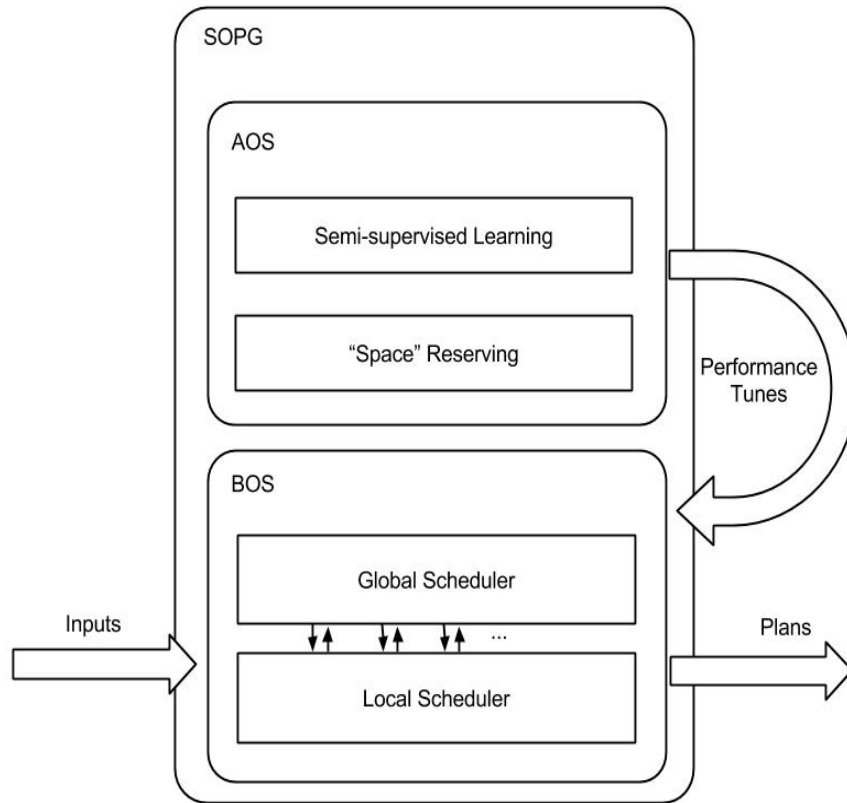 SOPG
AOS
Semi-supervised Learning
“Space” Reserving
Performance
Tunes
BOS
Global Scheduler
...
Inputs
Plans
Local Scheduler